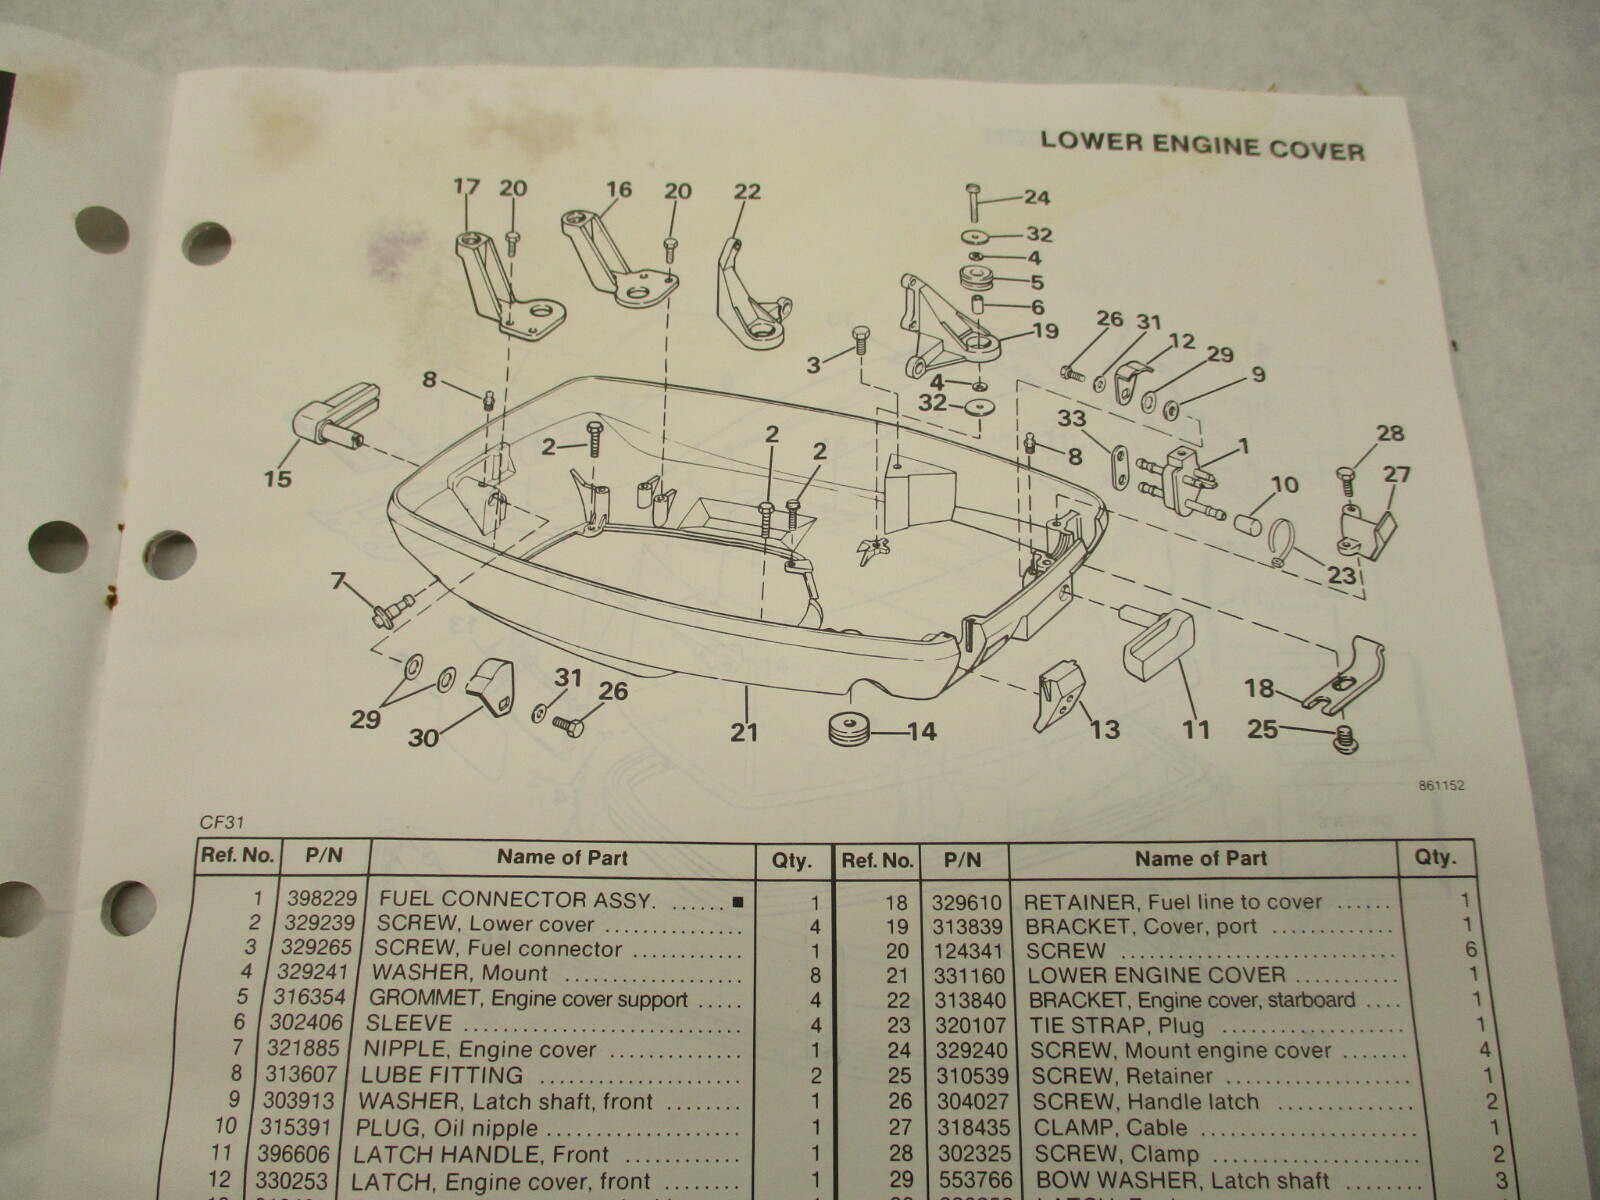 LOWER ENGINE COVER
17 20 16 20 22 24
32
4
5
6
19
26 31 12 29 9
3
8
4
32
33
8
1
28
27
10
23
15
2
2
2
7
29
30
31
26
21
14
13
11
18
25
861152
CF31
Ref. No. P/N Name of Part Qty. Ref. No. P/N Name of Part Qty.
1 398229 FUEL CONNECTOR ASSY. ...... ■ 1 18 329610 RETAINER, Fuel line to cover ...... 1
2 329239 SCREW, Lower cover ............... 4 19 313839 BRACKET, Cover, port ............. 1
3 329265 SCREW, Fuel connector ............ 1 20 124341 SCREW ............................. 6
4 329241 WASHER, Mount ................... 8 21 331160 LOWER ENGINE COVER ........... 1
5 316354 GROMMET, Engine cover support ..... 4 22 313840 BRACKET, Engine cover, starboard .... 1
6 302406 SLEEVE ............................ 4 23 320107 TIE STRAP, Plug ................... 1
7 321885 NIPPLE, Engine cover ............. 1 24 329240 SCREW, Mount engine cover ....... 4
8 313607 LUBE FITTING ..................... 2 25 310539 SCREW, Retainer ................... 1
9 303913 WASHER, Latch shaft, front ........ 1 26 304027 SCREW, Handle latch .............. 2
10 315391 PLUG, Oil nipple .................... 1 27 318435 CLAMP, Cable ..................... 1
11 396606 LATCH HANDLE, Front ............ 1 28 302325 SCREW, Clamp .................... 2
12 330253 LATCH, Engine cover, front ........ 1 29 553766 BOW WASHER, Latch shaft ........ 3